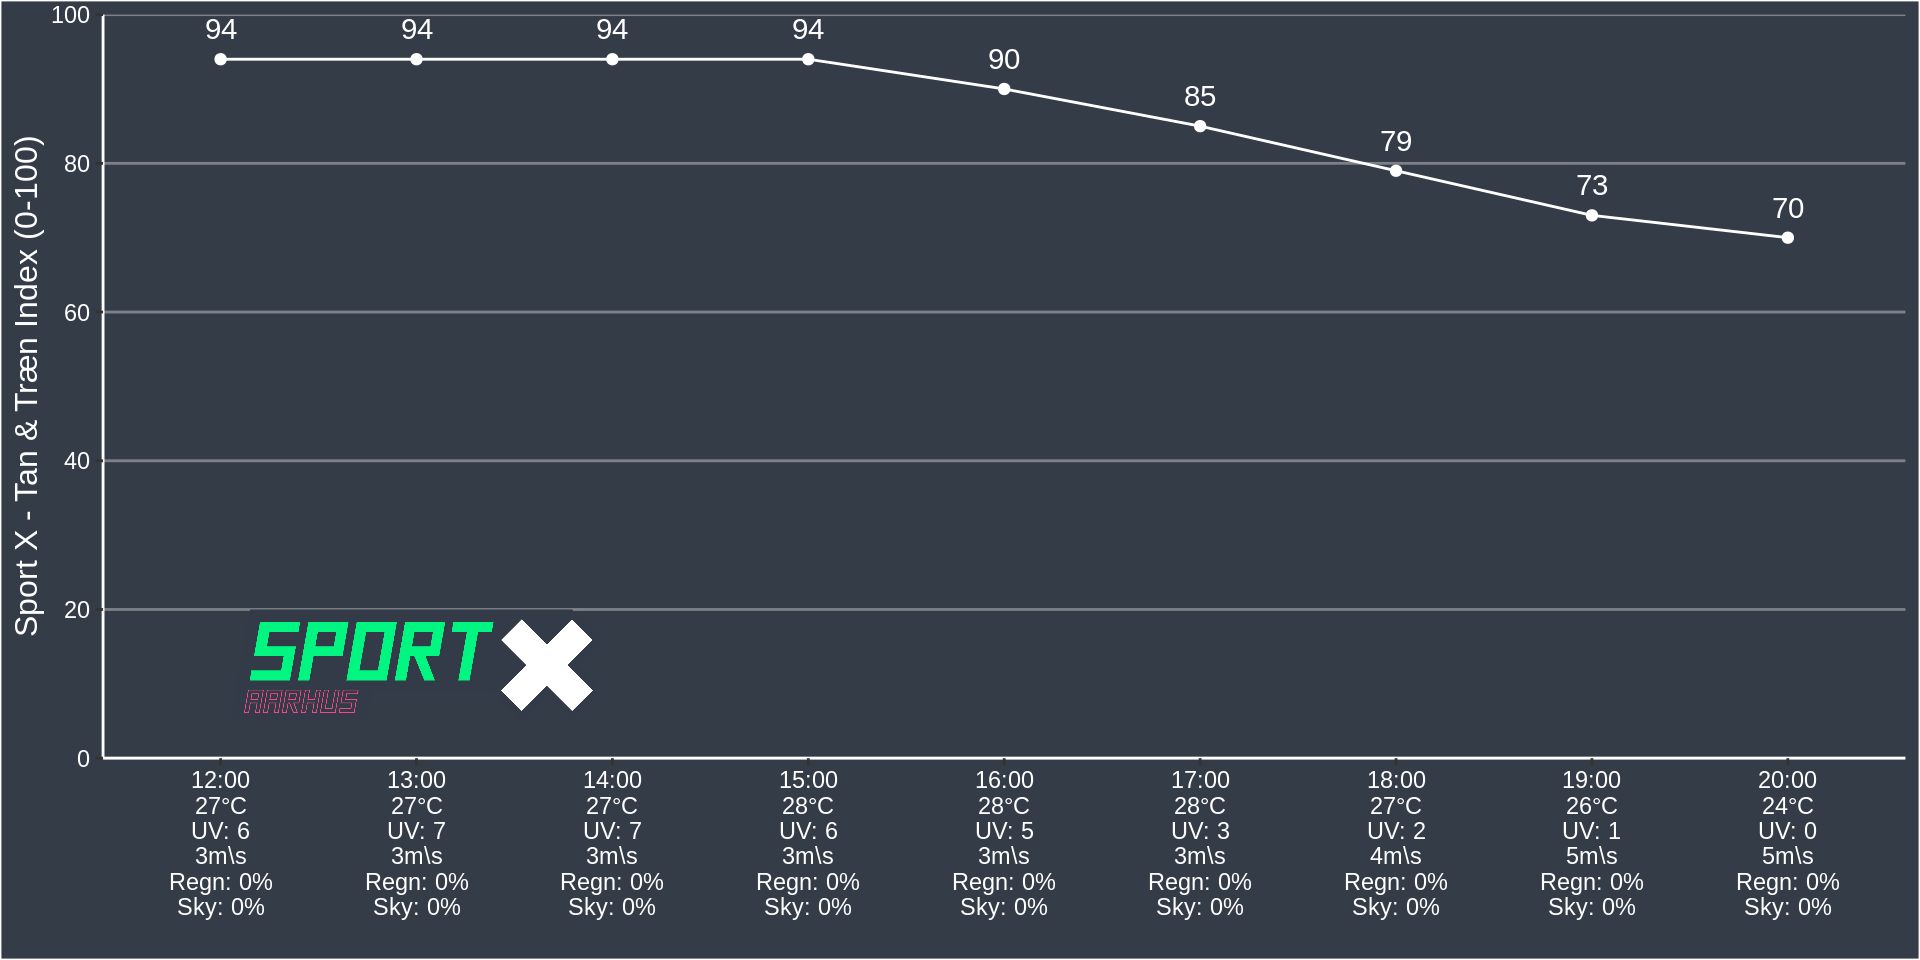 Sport X - Tan & Træn Index (0-100)
100
80
60
40
20
0
94 94 94 94 90 85 79 73 70
SPORT X
AARHUS
12:00 13:00 14:00 15:00 16:00 17:00 18:00 19:00 20:00
27°C 27°C 27°C 28°C 28°C 28°C 27°C 26°C 24°C
UV: 6 UV: 7 UV: 7 UV: 6 UV: 5 UV: 3 UV: 2 UV: 1 UV: 0
3m\s 3m\s 3m\s 3m\s 3m\s 3m\s 4m\s 5m\s 5m\s
Regn: 0% Regn: 0% Regn: 0% Regn: 0% Regn: 0% Regn: 0% Regn: 0% Regn: 0% Regn: 0%
Sky: 0% Sky: 0% Sky: 0% Sky: 0% Sky: 0% Sky: 0% Sky: 0% Sky: 0% Sky: 0%